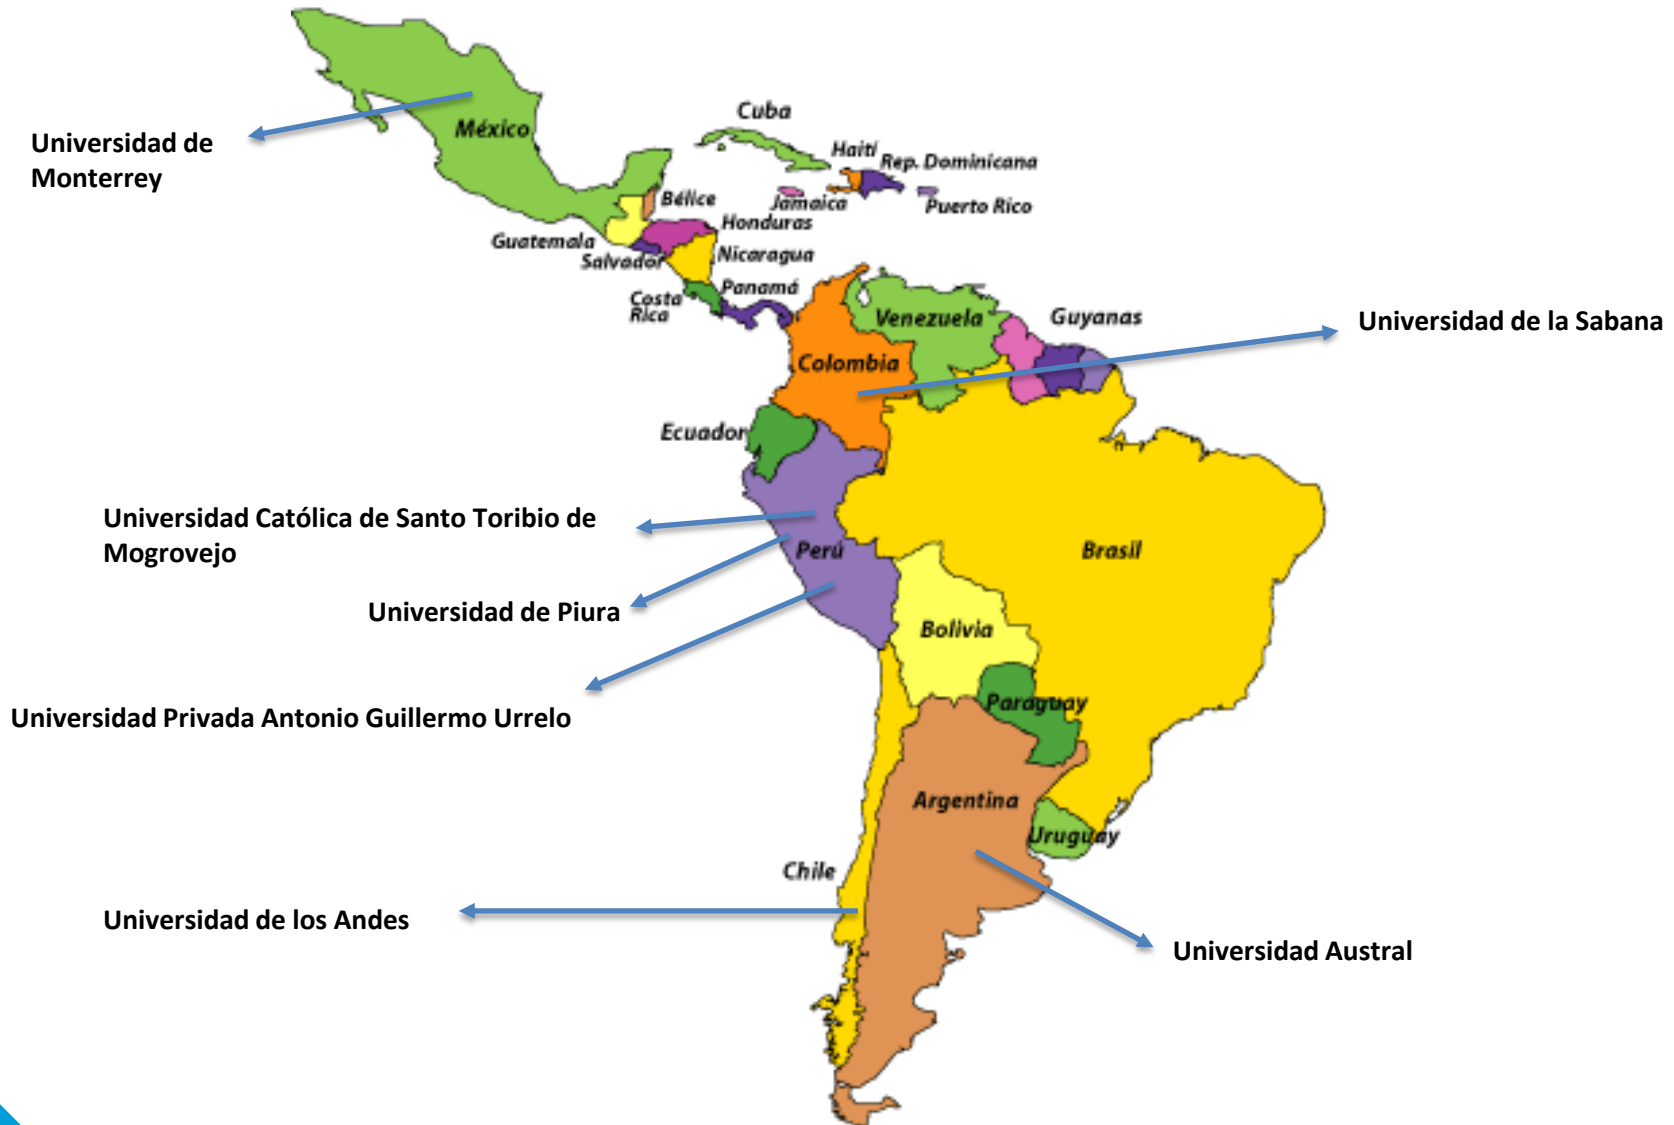 Cuba
Universidad de
Monterrey
México
Haití
Rep. Dominicana
Bélice
Jamaica
Puerto Rico
Honduras
Guatemala
Salvador
Nicaragua
Costa
Rica
Panamá
Venezuela
Guyanas
Universidad de la Sabana
Colombia
Ecuador
Universidad Católica de Santo Toribio de
Mogrovejo
Perú
Brasil
Universidad de Piura
Bolivia
Universidad Privada Antonio Guillermo Urrelo
Paraguay
Argentina
Uruguay
Chile
Universidad de los Andes
Universidad Austral